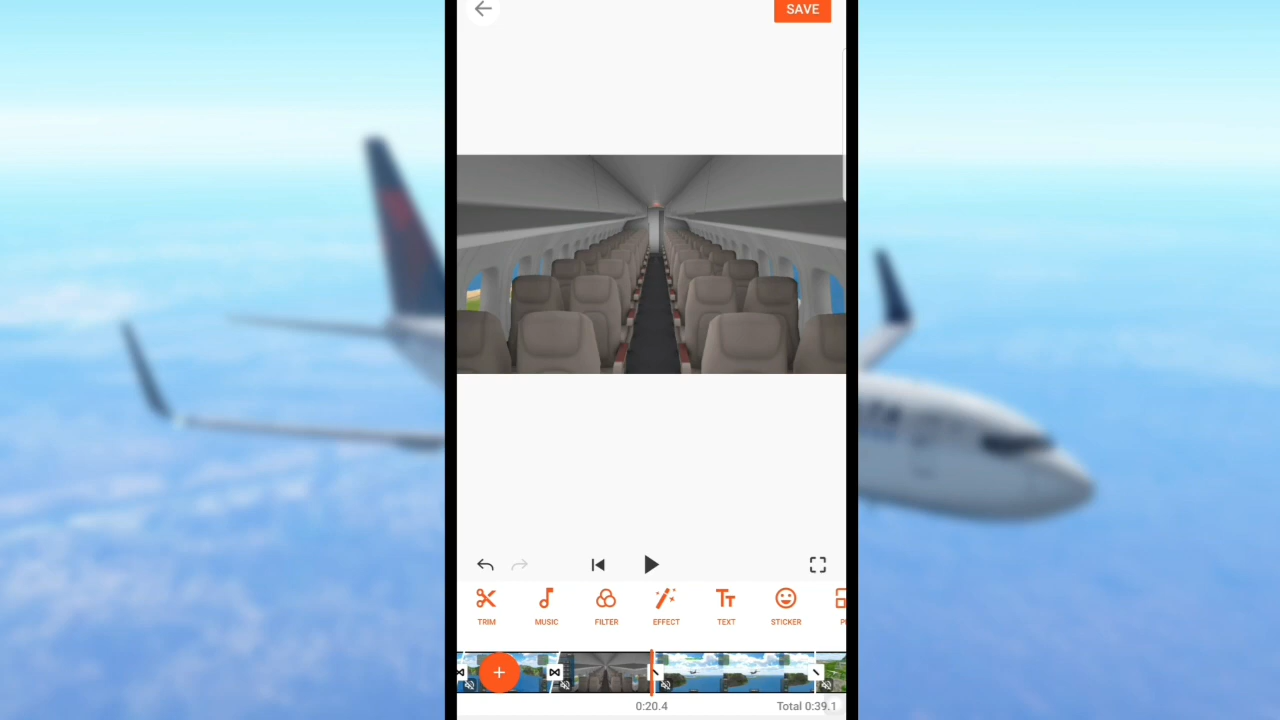 SAVE
TRIM
MUSIC
FILTER
EFFECT
TEXT
STICKER
0:20.4
Total 0:39.1